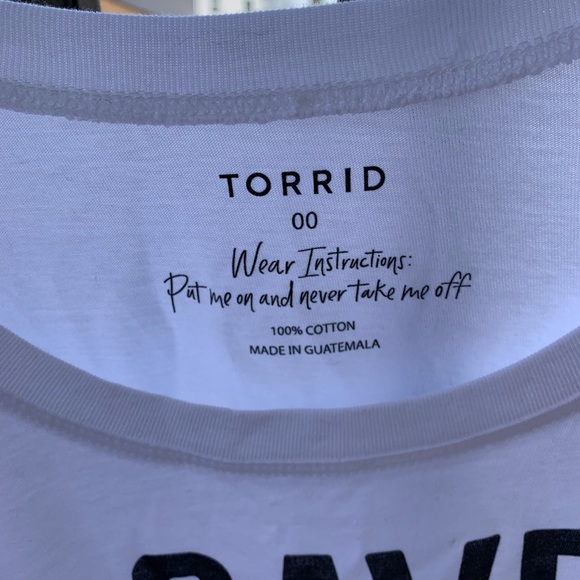 TORRID
00
Wear Instructions:
Put me on and never take me off
100% COTTON
MADE IN GUATEMALA